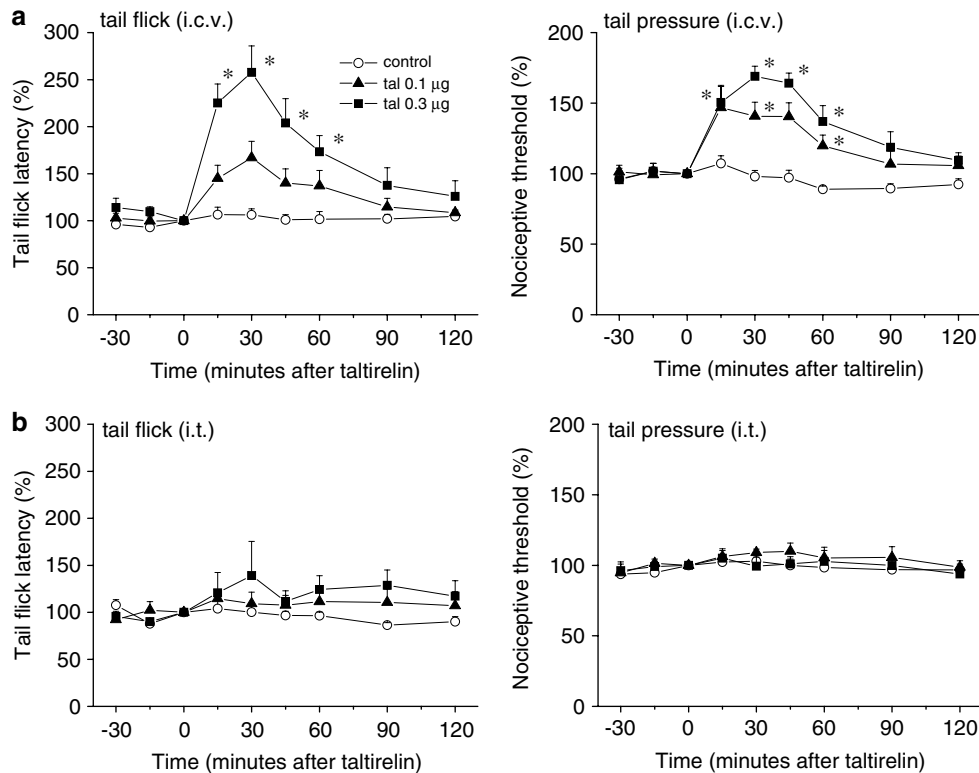 a
tail flick (i.c.v.)
300
250
200
150
100
50
0
Tail flick latency (%)
control
tal 0.1 µg
tal 0.3 µg
*
*
*
*
-30 0 30 60 90 120
Time (minutes after taltirelin)
tail pressure (i.c.v.)
200
150
100
50
0
Nociceptive threshold (%)
*
*
*
*
*
*
-30 0 30 60 90 120
Time (minutes after taltirelin)
b
tail flick (i.t.)
300
250
200
150
100
50
0
Tail flick latency (%)
-30 0 30 60 90 120
Time (minutes after taltirelin)
tail pressure (i.t.)
200
150
100
50
0
Nociceptive threshold (%)
-30 0 30 60 90 120
Time (minutes after taltirelin)